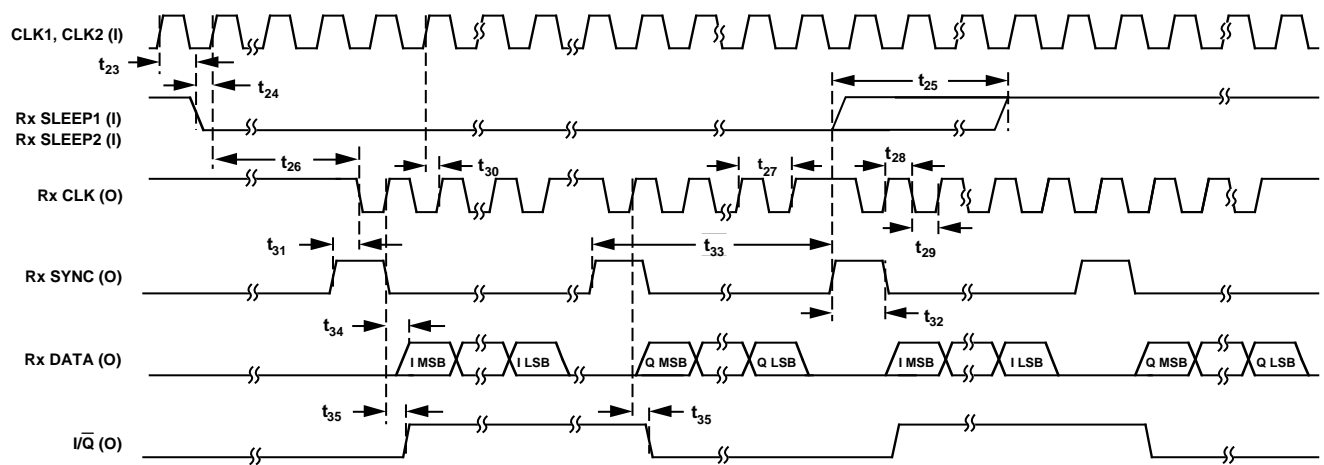 CLK1, CLK2 (I)
t23
t24
t25
Rx SLEEP1 (I)
Rx SLEEP2 (I)
t26
t30
t27
t28
Rx CLK (O)
t31
t33
t29
Rx SYNC (O)
t34
t32
Rx DATA (O)
I MSB
I LSB
Q MSB
Q LSB
I MSB
I LSB
Q MSB
Q LSB
t35
t35
I/Q̅ (O)